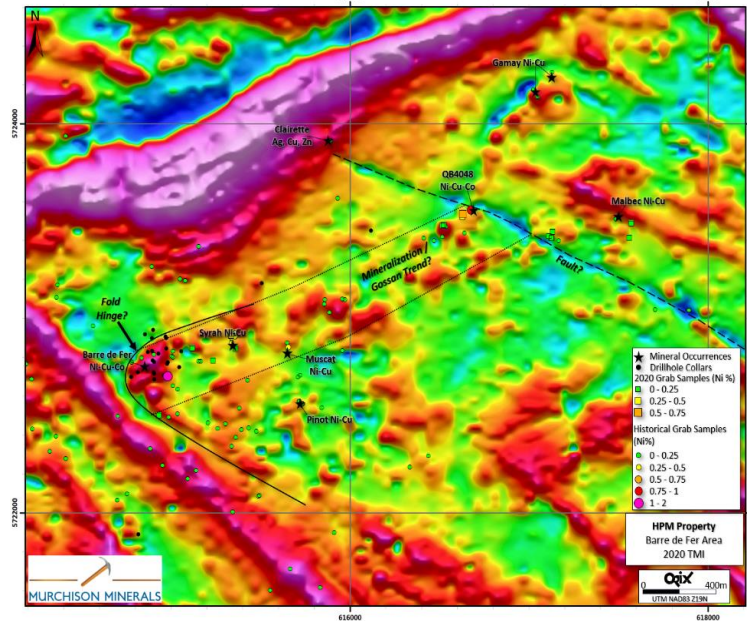 N
Gamay Ni-Cu
5724000
Clairette
Ag, Cu, Zn
QB4048
Ni-Cu-Co
Malbec Ni-Cu
Mineralization /
Gossan Trend?
Fault?
Fold
Hinge?
Syrah Ni-Cu
Barre de Fer
Ni-Cu-Co
Muscat
Ni-Cu
Pinot Ni-Cu
5722000
Mineral Occurrences
Drillhole Collars
2020 Grab Samples (Ni %)
0 - 0.25
0.25 - 0.5
0.5 - 0.75
Historical Grab Samples
(Ni%)
0 - 0.25
0.25 - 0.5
0.5 - 0.75
0.75 - 1
1 - 2
HPM Property
Barre de Fer Area
2020 TMI
MURCHISON MINERALS
Ogix
0 400m
UTM NAD83 Z19N
616000
618000